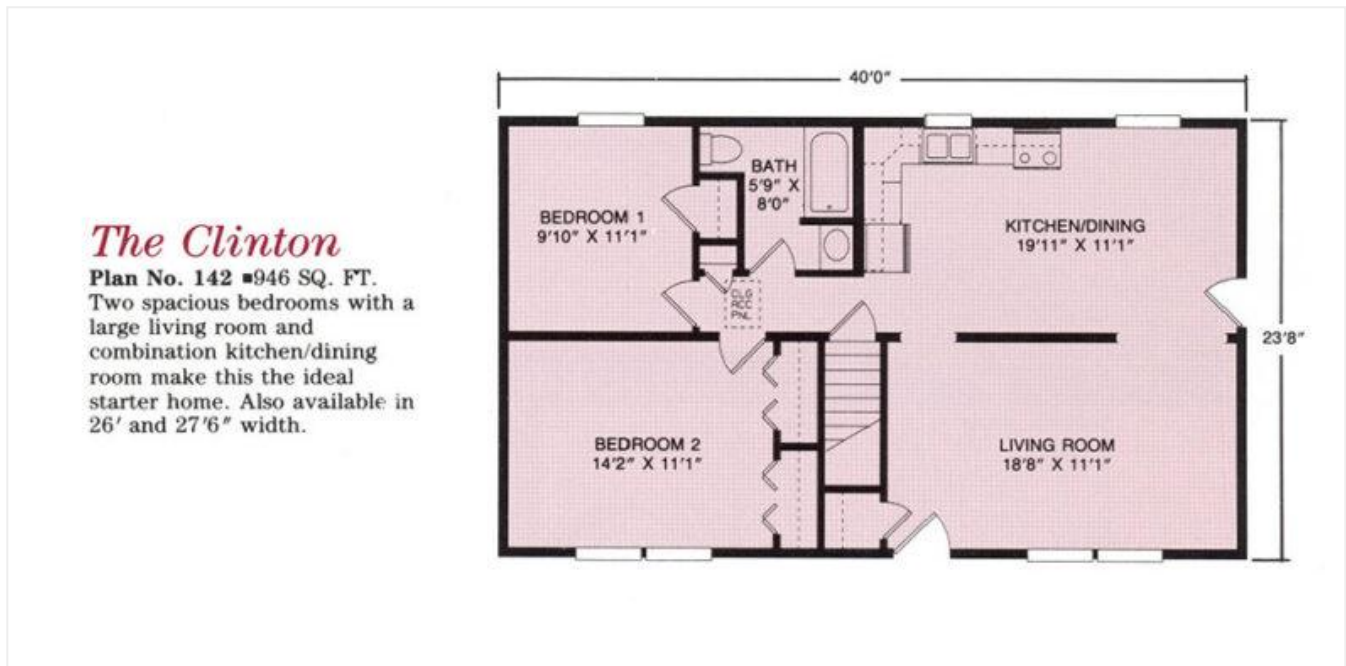 The Clinton
Plan No. 142 ■946 SQ. FT.
Two spacious bedrooms with a
large living room and
combination kitchen/dining
room make this the ideal
starter home. Also available in
26' and 27'6" width.
40'0"
23'8"
BEDROOM 1
9'10" X 11'1"
BATH
5'9" X
8'0"
KITCHEN/DINING
19'11" X 11'1"
CLG
ACC
PNL
BEDROOM 2
14'2" X 11'1"
LIVING ROOM
18'8" X 11'1"